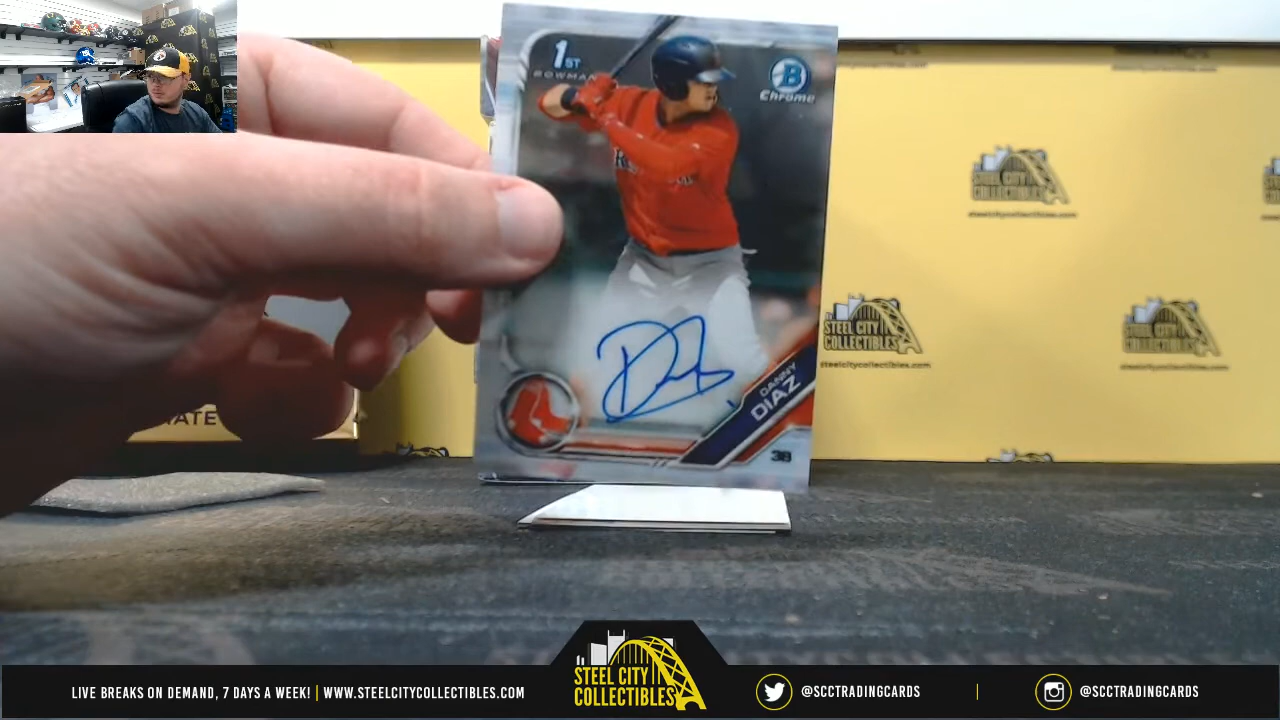 1ST
BOWMAN
B
Chrome
DANNY
DIAZ
3B
STEEL CITY
COLLECTIBLES
steelcitycollectibles.com
STEEL CITY
COLLECTIBLES
steelcitycollectibles.com
STEEL CITY
COLLECTIBLES
steelcitycollectibles.com
STEEL CITY
COLLECTIBLES
LIVE BREAKS ON DEMAND, 7 DAYS A WEEK! | WWW.STEELCITYCOLLECTIBLES.COM
@SCCTRADINGCARDS | @SCCTRADINGCARDS